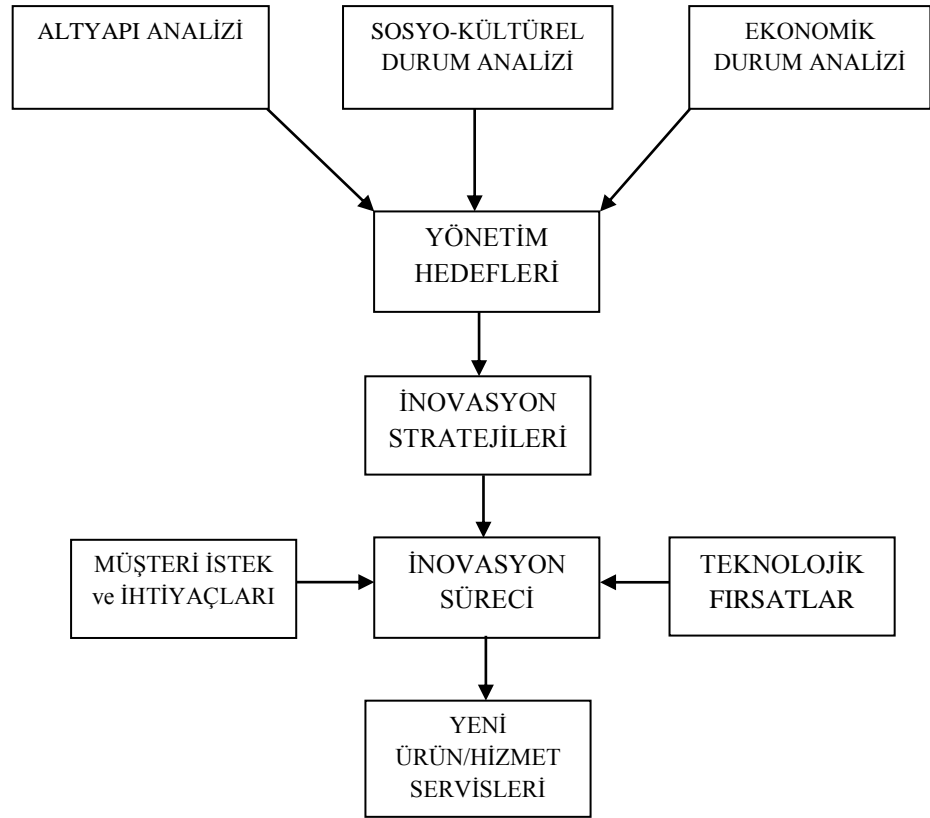 ALTYAPI ANALİZİ
SOSYO-KÜLTÜREL
DURUM ANALİZİ
EKONOMİK
DURUM ANALİZİ
YÖNETİM
HEDEFLERİ
İNOVASYON
STRATEJİLERİ
MÜŞTERİ İSTEK
ve İHTİYAÇLARI
İNOVASYON
SÜRECİ
TEKNOLOJİK
FIRSATLAR
YENİ
ÜRÜN/HİZMET
SERVİSLERİ